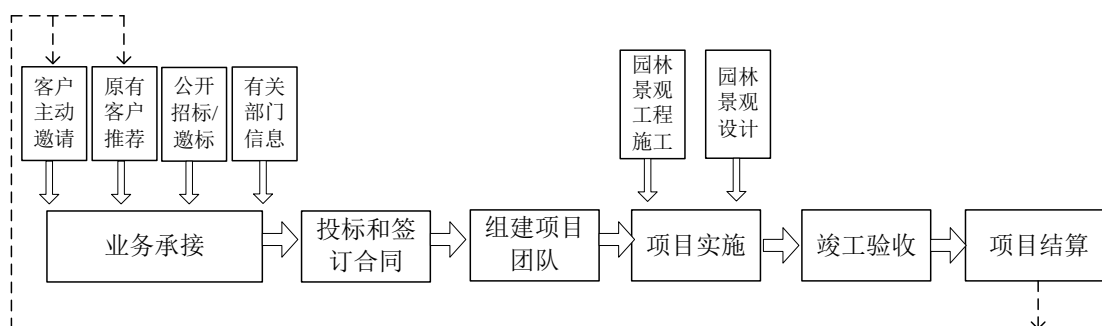 客户
主动
邀请
原有
客户
推荐
公开
招标/
邀标
有关
部门
信息
园林
景观
工程
施工
园林
景观
设计
业务承接
投标和签
订合同
组建项目
团队
项目实施
竣工验收
项目结算